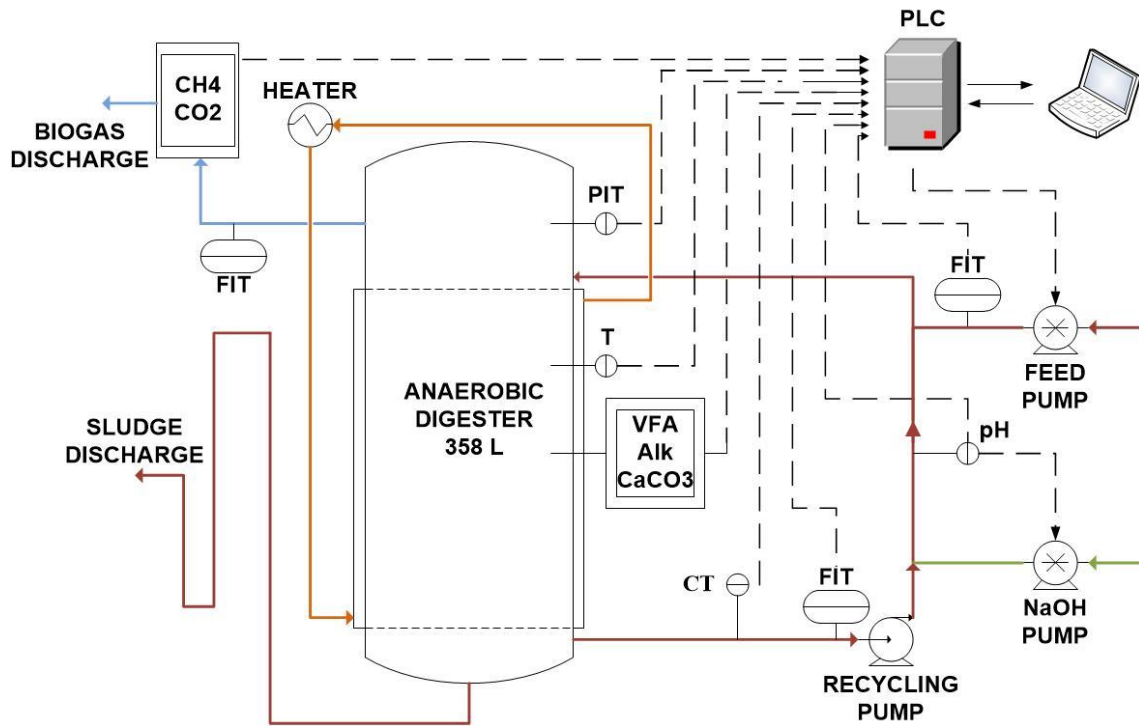 PLC
CH4
CO2
HEATER
BIOGAS
DISCHARGE
PIT
FIT
FIT
T
ANAEROBIC
DIGESTER
358 L
FEED
PUMP
SLUDGE
DISCHARGE
VFA
Alk
CaCO3
pH
CT
FIT
NaOH
PUMP
RECYCLING
PUMP